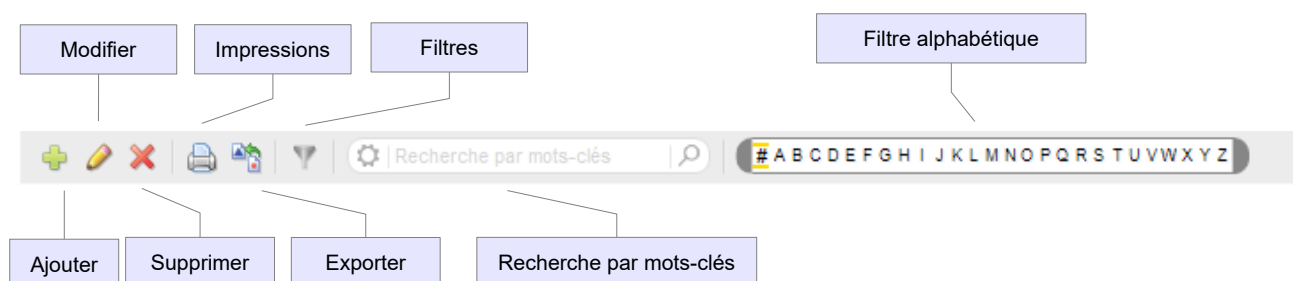 Modifier
Impressions
Filtres
Filtre alphabétique
Recherche par mots-clés
# A B C D E F G H I J K L M N O P Q R S T U V W X Y Z
Ajouter
Supprimer
Exporter
Recherche par mots-clés